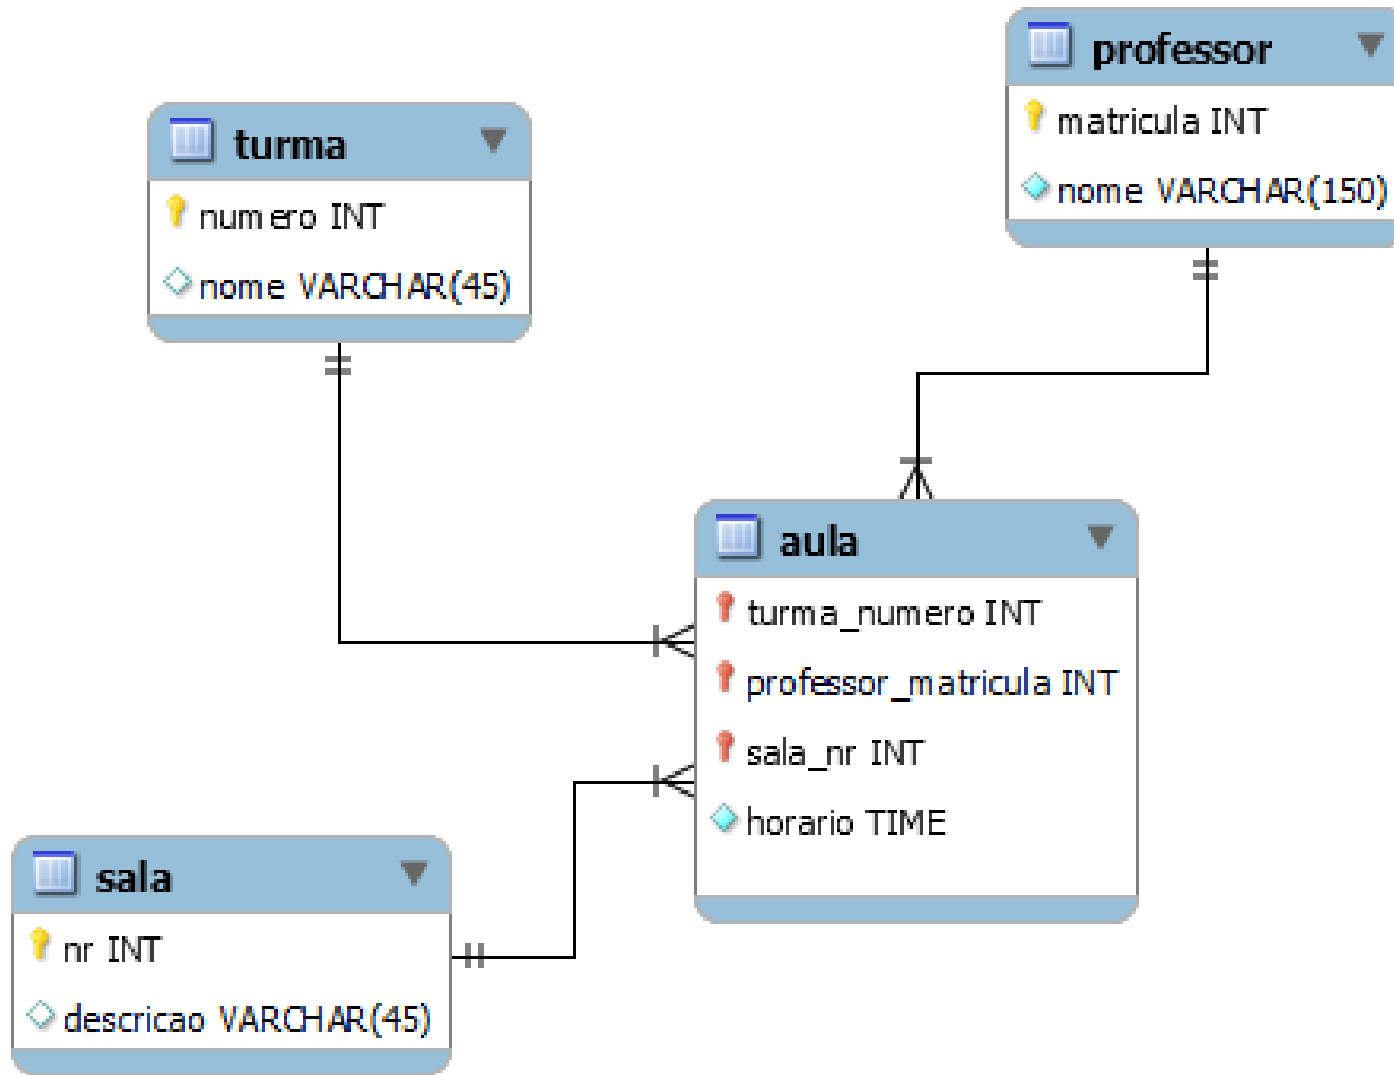 professor
matricula INT
nome VARCHAR(150)
turma
numero INT
nome VARCHAR(45)
aula
turma_numero INT
professor_matricula INT
sala_nr INT
horario TIME
sala
nr INT
descricao VARCHAR(45)